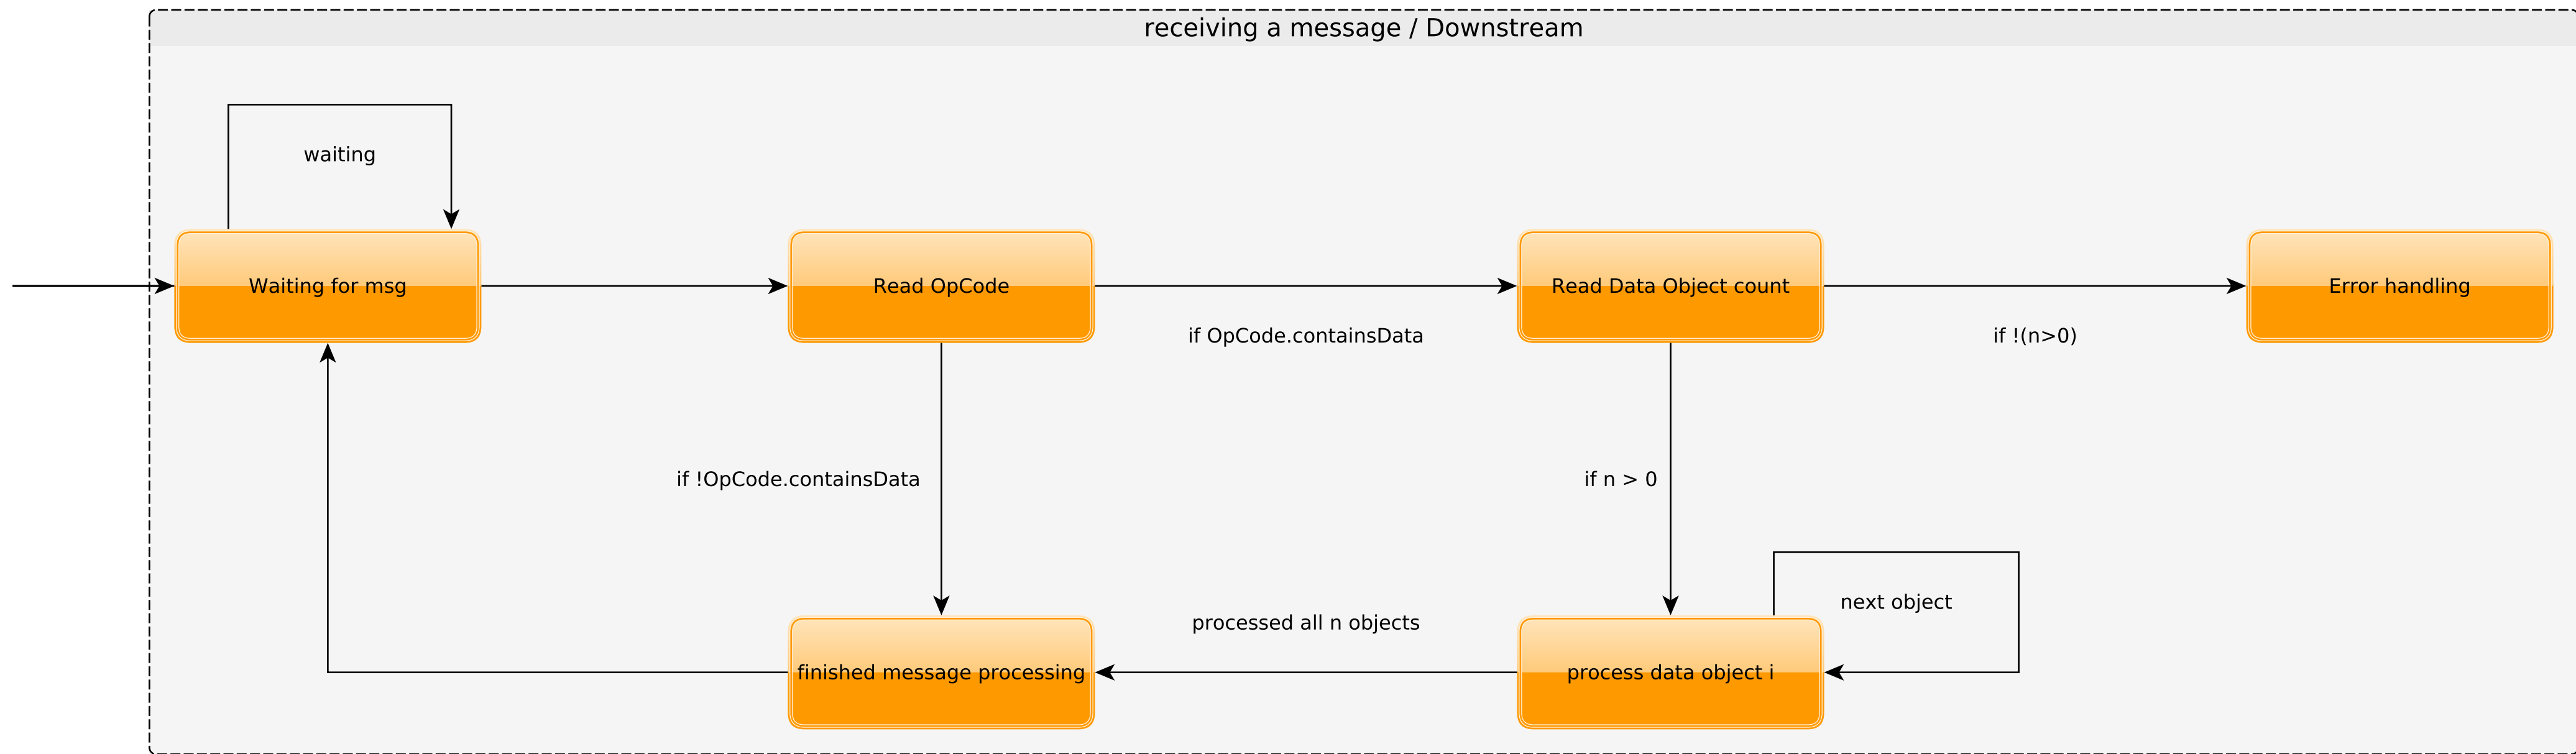 receiving a message / Downstream
waiting
Waiting for msg
Read OpCode
Read Data Object count
Error handling
if OpCode.containsData
if !(n>0)
if !OpCode.containsData
if n > 0
next object
processed all n objects
finished message processing
process data object i